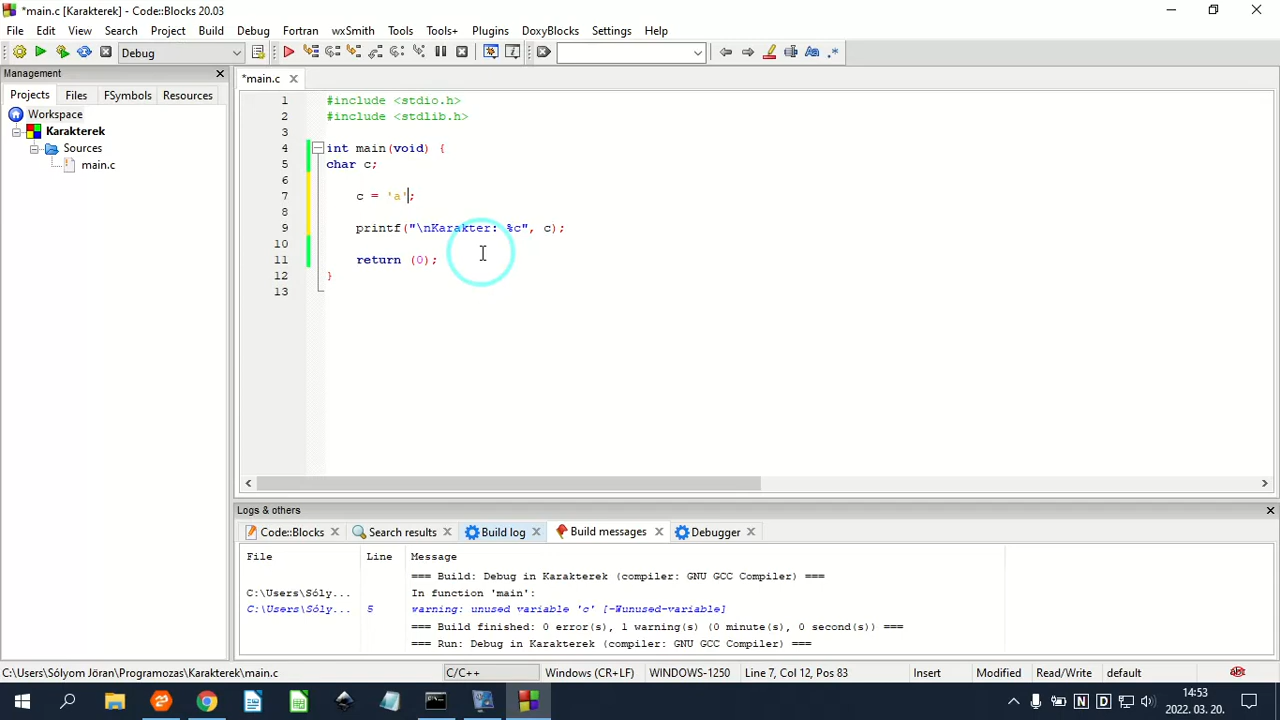 *main.c [Karakterek] - Code::Blocks 20.03
File Edit View Search Project Build Debug Fortran wxSmith Tools Tools+ Plugins DoxyBlocks Settings Help
Debug
Management
Projects Files FSymbols Resources
Workspace
Karakterek
Sources
main.c
*main.c
1 #include <stdio.h>
2 #include <stdlib.h>
3
4 int main(void) {
5 char c;
6
7 c = 'a';
8
9 printf("\nKarakter: %c", c);
10
11 return (0);
12 }
13
Logs & others
Code::Blocks Search results Build log Build messages Debugger
File Line Message
=== Build: Debug in Karakterek (compiler: GNU GCC Compiler) ===
C:\Users\Sóly... In function 'main':
C:\Users\Sóly... 5 warning: unused variable 'c' [-Wunused-variable]
=== Build finished: 0 error(s), 1 warning(s) (0 minute(s), 0 second(s)) ===
=== Run: Debug in Karakterek (compiler: GNU GCC Compiler) ===
C:\Users\Sólyom Jóran\Programozas\Karakterek\main.c C/C++ Windows (CR+LF) WINDOWS-1250 Line 7, Col 12, Pos 83 Insert Modified Read/Write default
N D 14:53
2022. 03. 20.